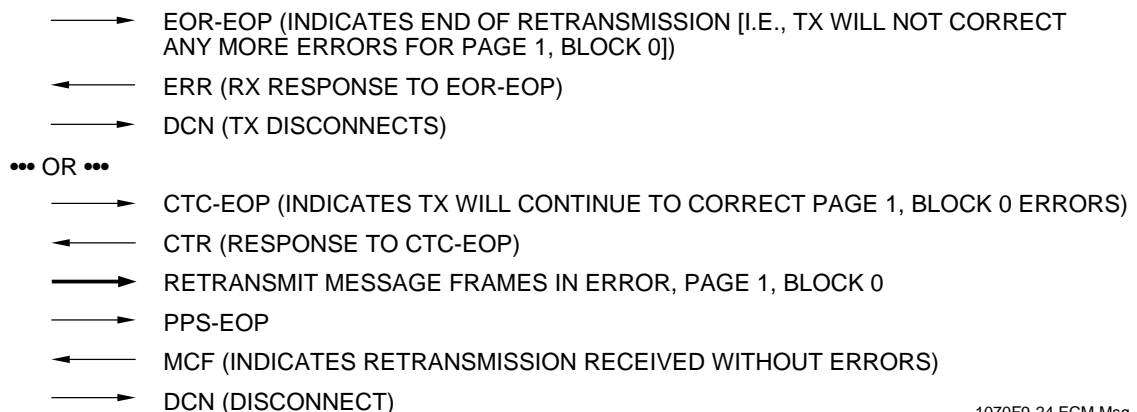 EOR-EOP (INDICATES END OF RETRANSMISSION [I.E., TX WILL NOT CORRECT
ANY MORE ERRORS FOR PAGE 1, BLOCK 0])
ERR (RX RESPONSE TO EOR-EOP)
DCN (TX DISCONNECTS)
••• OR •••
CTC-EOP (INDICATES TX WILL CONTINUE TO CORRECT PAGE 1, BLOCK 0 ERRORS)
CTR (RESPONSE TO CTC-EOP)
RETRANSMIT MESSAGE FRAMES IN ERROR, PAGE 1, BLOCK 0
PPS-EOP
MCF (INDICATES RETRANSMISSION RECEIVED WITHOUT ERRORS)
DCN (DISCONNECT)